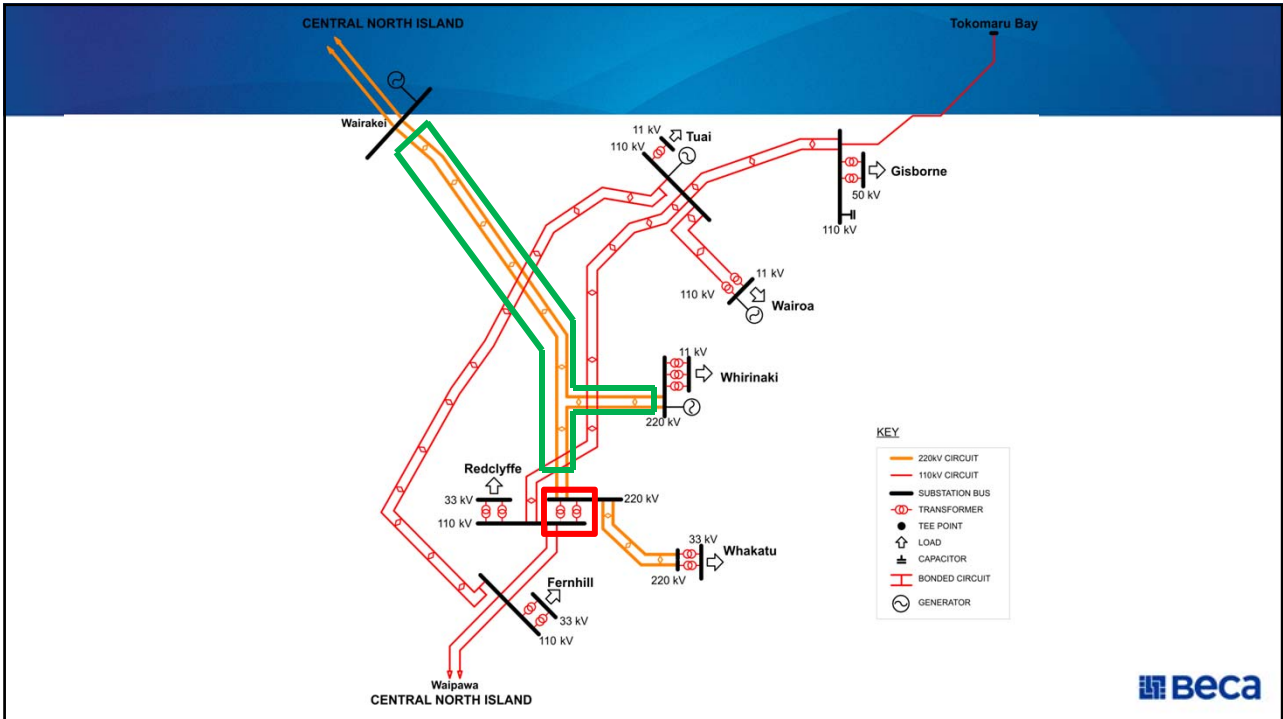 CENTRAL NORTH ISLAND
Tokomaru Bay
Wairakei
11 kV
Tuai
110 kV
Gisborne
50 kV
110 kV
11 kV
110 kV
Wairoa
11 kV
Whirinaki
220 kV
KEY
220kV CIRCUIT
110kV CIRCUIT
SUBSTATION BUS
TRANSFORMER
TEE POINT
LOAD
CAPACITOR
BONDED CIRCUIT
GENERATOR
Redclyffe
33 kV
220 kV
110 kV
33 kV
Whakatu
220 kV
Fernhill
33 kV
110 kV
Waipawa
CENTRAL NORTH ISLAND
Beca